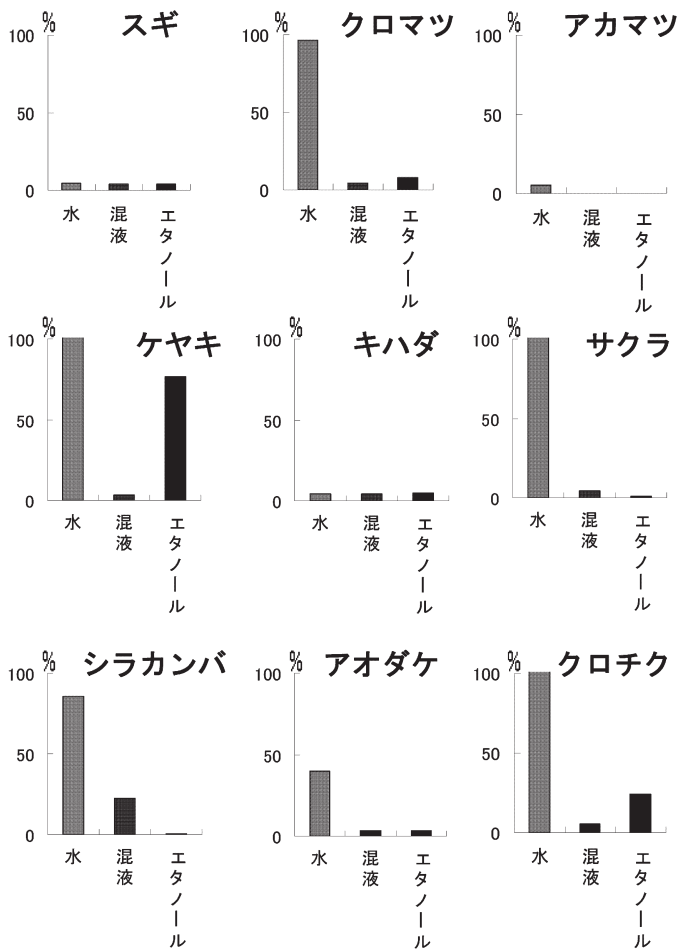 %
スギ
100
50
0
水
混液
エタノール
%
クロマツ
100
50
0
水
混液
エタノール
%
アカマツ
100
50
0
水
混液
エタノール
%
ケヤキ
100
50
0
水
混液
エタノール
%
キハダ
100
50
0
水
混液
エタノール
%
サクラ
100
50
0
水
混液
エタノール
%
シラカンバ
100
50
0
水
混液
エタノール
%
アオダケ
100
50
0
水
混液
エタノール
%
クロチク
100
50
0
水
混液
エタノール